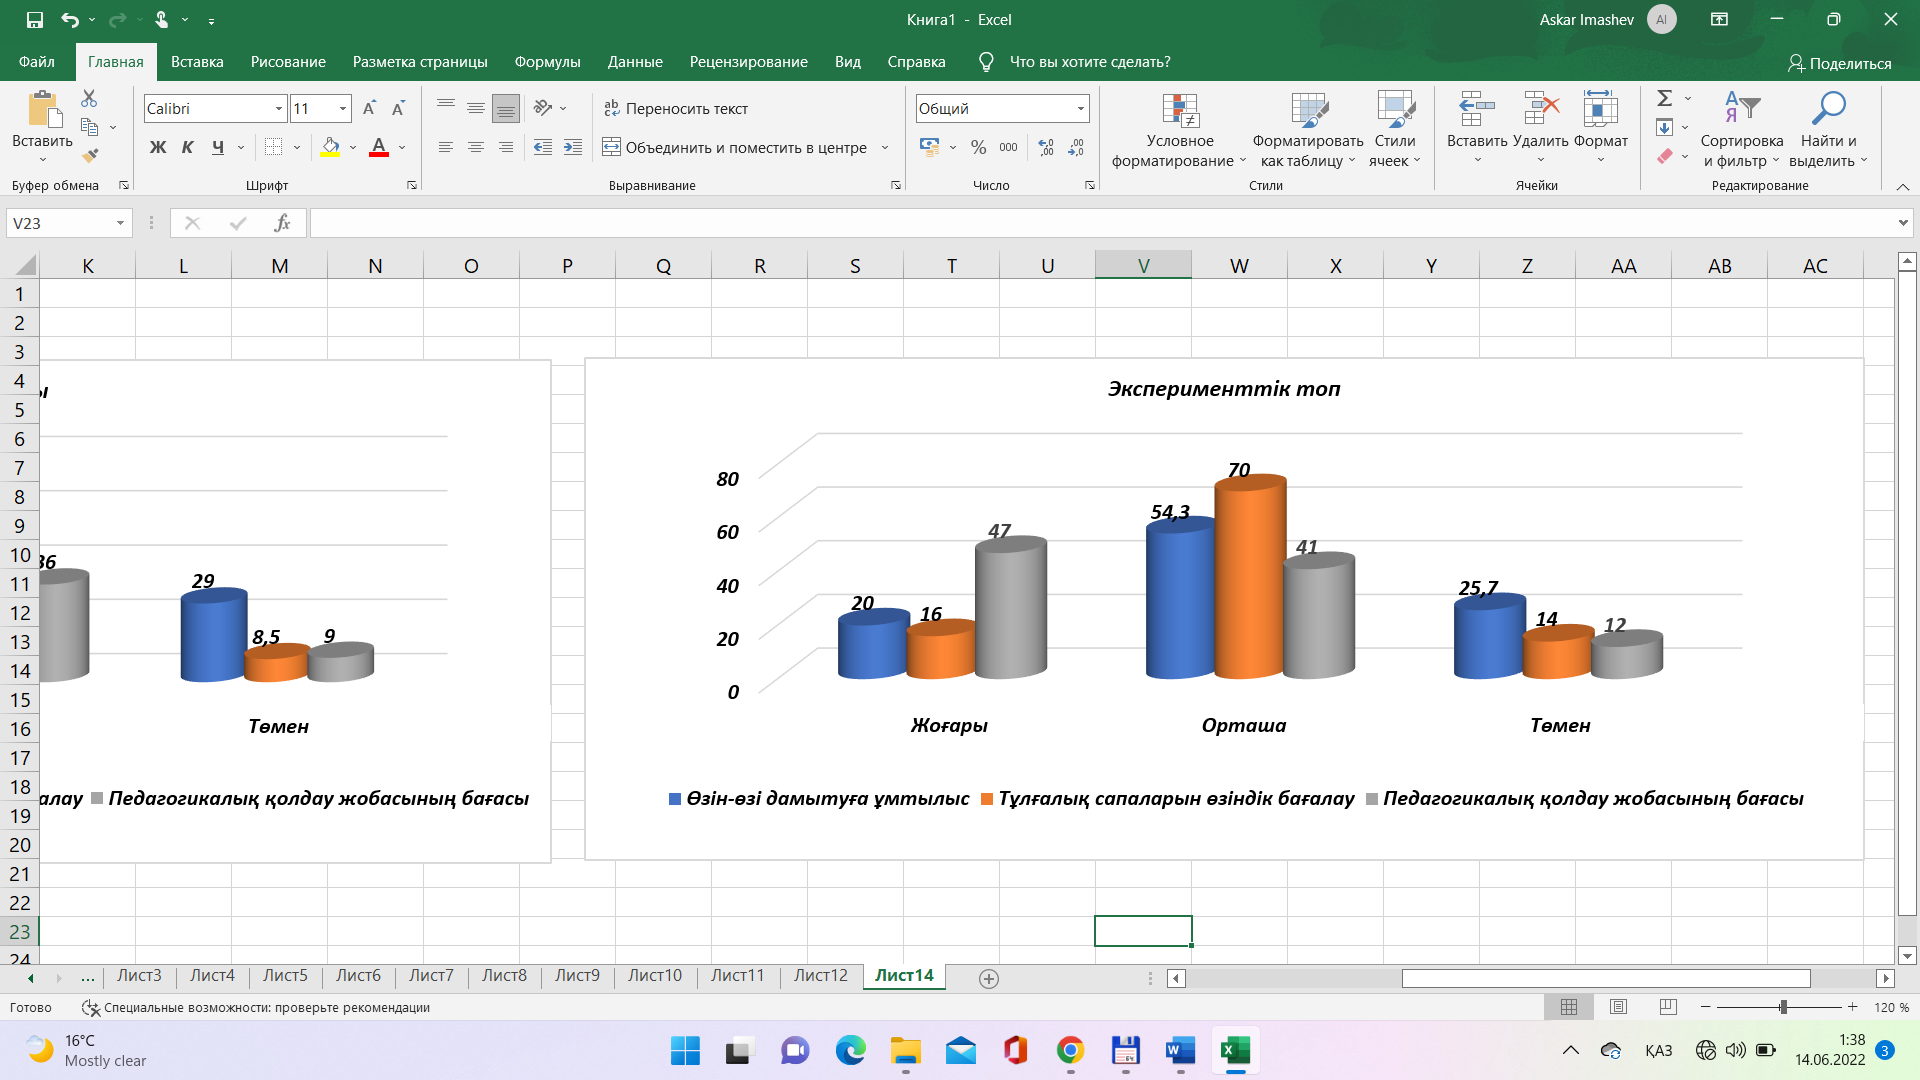 Книга1 - Excel
Askar Imashev
AI
Файл Главная Вставка Рисование Разметка страницы Формулы Данные Рецензирование Вид Справка Что вы хотите сделать? Поделиться
Вставить
Буфер обмена
Calibri 11
Ж К Ч
Шрифт
Переносить текст
Объединить и поместить в центре
Выравнивание
Общий
% 000
Число
Условное форматирование
Форматировать как таблицу
Стили ячеек
Стили
Вставить Удалить Формат
Ячейки
Сортировка и фильтр
Найти и выделить
Редактирование
V23
fx
K L M N O P Q R S T U V W X Y Z AA AB AC
1
2
3
4
5
6
7
8
9
10
11
12
13
14
15
16
17
18
19
20
21
22
23
24
ы
36
29
8,5
9
Төмен
алау Педагогикалық қолдау жобасының бағасы
Эксперименттік топ
80
60
40
20
0
20 16 47
54,3 70 41
25,7 14 12
Жоғары Орташа Төмен
Өзін-өзі дамытуға ұмтылыс Тұлғалық сапаларын өзіндік бағалау Педагогикалық қолдау жобасының бағасы
... Лист3 Лист4 Лист5 Лист6 Лист7 Лист8 Лист9 Лист10 Лист11 Лист12 Лист14
Готово Специальные возможности: проверьте рекомендации 120 %
16°C
Mostly clear
ҚАЗ
1:38
14.06.2022
3